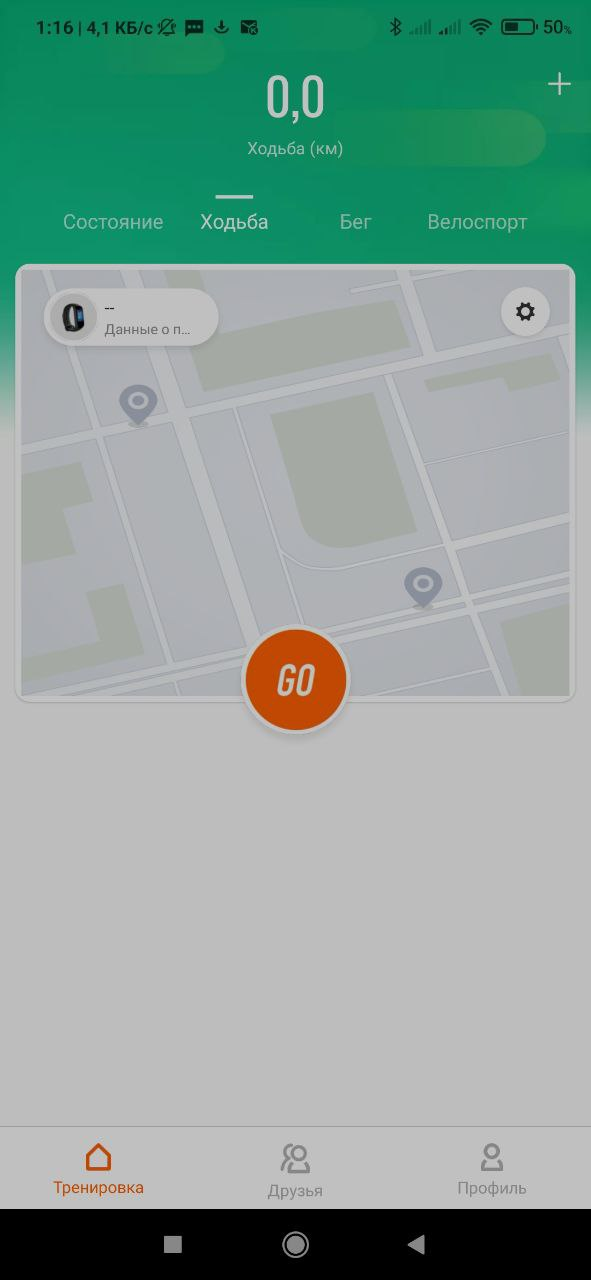 1:16 | 4,1 КБ/с 50%
0,0
Ходьба (км)
Состояние Ходьба Бег Велоспорт
--
Данные о п...
GO
Тренировка Друзья Профиль